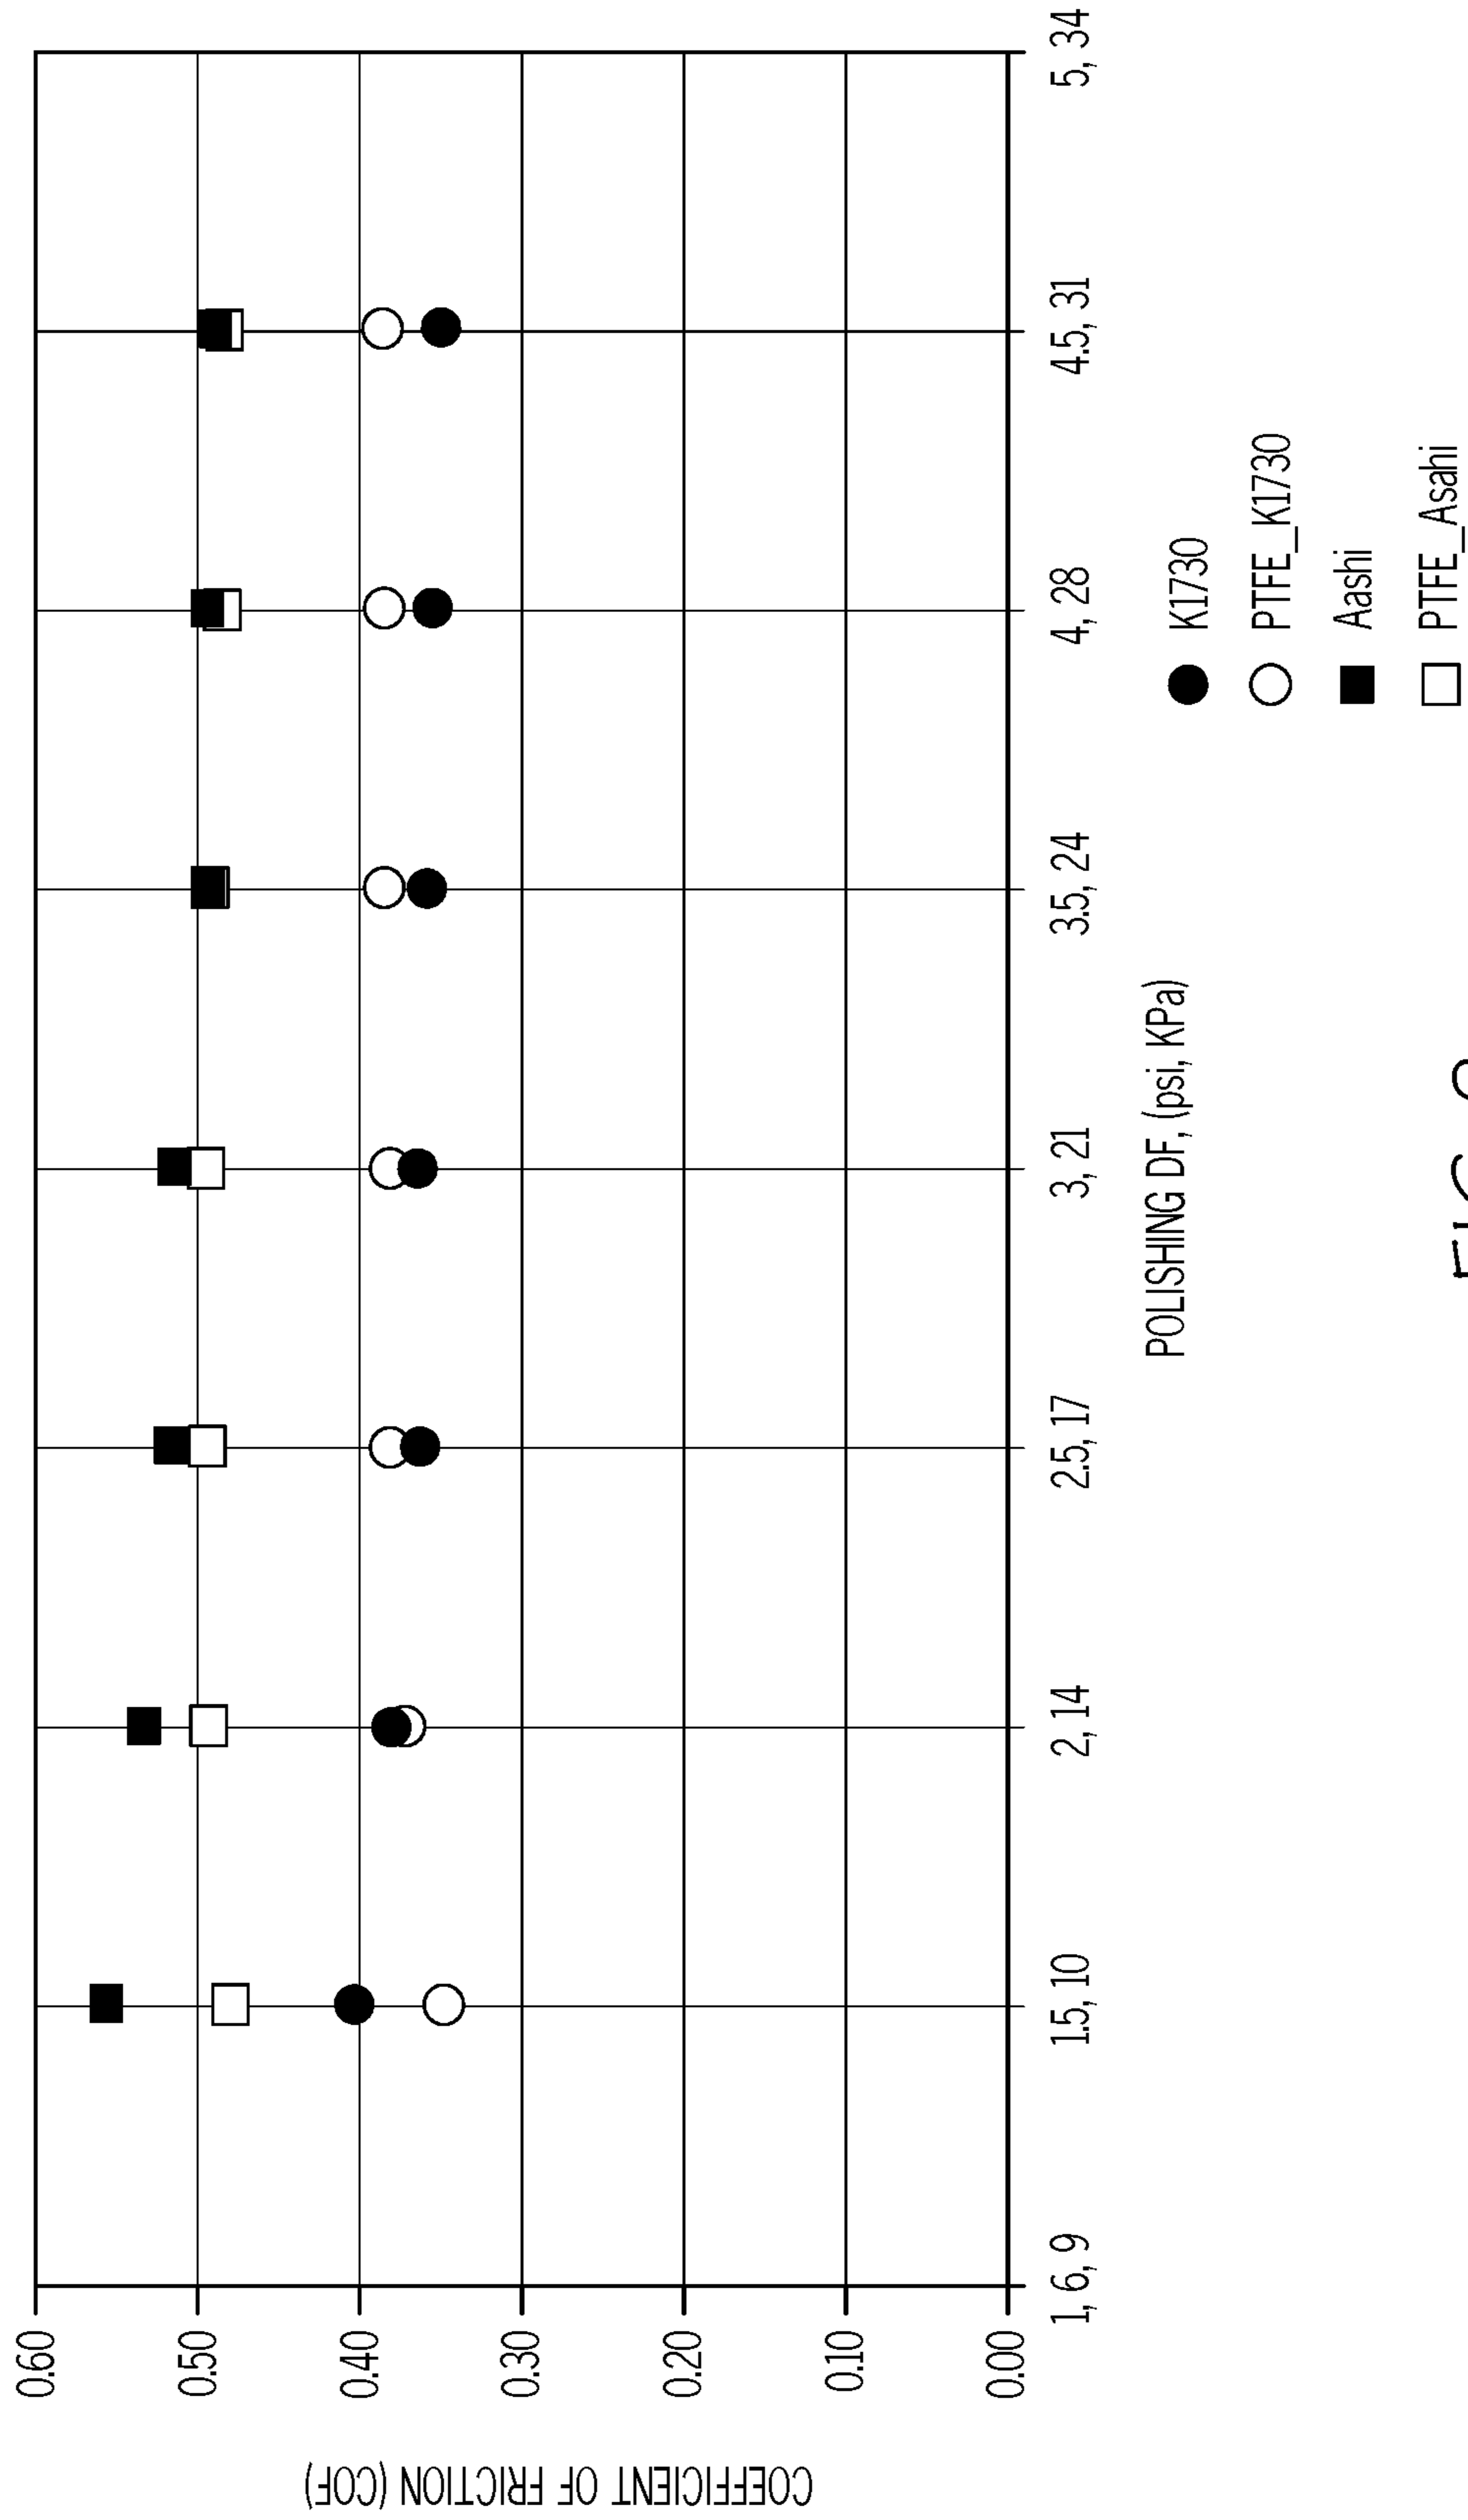 COEFFICIENT OF FRICTION (COF)
0.60
0.50
0.40
0.30
0.20
0.10
0.00
1, 6, 9
1.5, 10
2, 14
2.5, 17
3, 21
3.5, 24
4, 28
4.5, 31
5, 34
POLISHING DF, (psi, KPa)
K1730
PTFE_K1730
Aashi
PTFE_Asahi